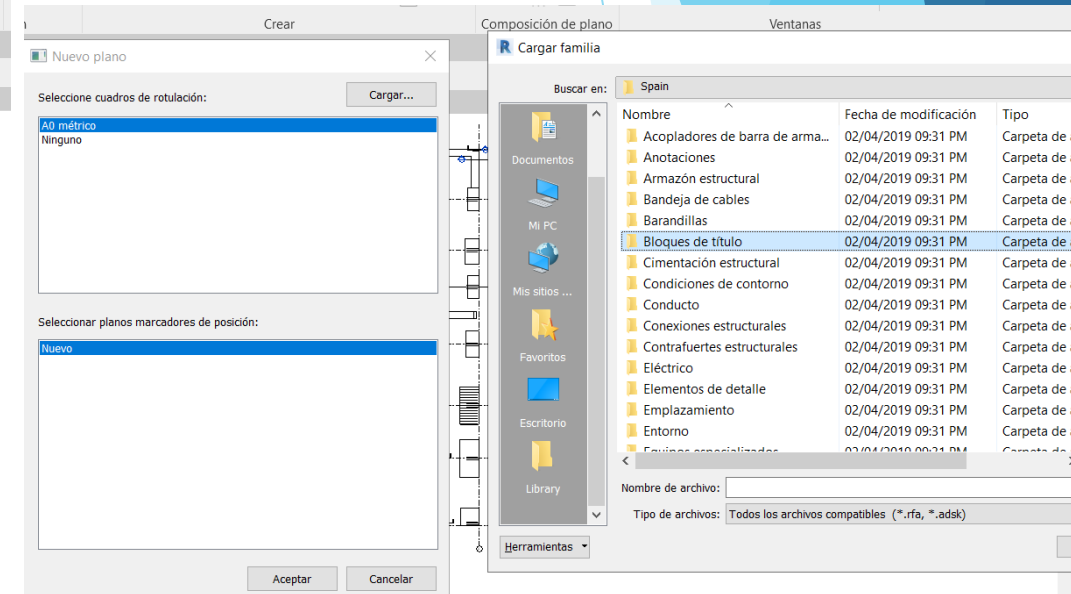 Crear
Composición de plano
Ventanas
Nuevo plano
Seleccione cuadros de rotulación:
Cargar...
A0 métrico
Ninguno
Seleccionar planos marcadores de posición:
Nuevo
Aceptar
Cancelar
Cargar familia
Buscar en:
Spain
Documentos
Mi PC
Mis sitios ...
Favoritos
Escritorio
Library
Nombre Fecha de modificación Tipo
Acopladores de barra de arma... 02/04/2019 09:31 PM Carpeta de
Anotaciones 02/04/2019 09:31 PM Carpeta de
Armazón estructural 02/04/2019 09:31 PM Carpeta de
Bandeja de cables 02/04/2019 09:31 PM Carpeta de
Barandillas 02/04/2019 09:31 PM Carpeta de
Bloques de título 02/04/2019 09:31 PM Carpeta de
Cimentación estructural 02/04/2019 09:31 PM Carpeta de
Condiciones de contorno 02/04/2019 09:31 PM Carpeta de
Conducto 02/04/2019 09:31 PM Carpeta de
Conexiones estructurales 02/04/2019 09:31 PM Carpeta de
Contrafuertes estructurales 02/04/2019 09:31 PM Carpeta de
Eléctrico 02/04/2019 09:31 PM Carpeta de
Elementos de detalle 02/04/2019 09:31 PM Carpeta de
Emplazamiento 02/04/2019 09:31 PM Carpeta de
Entorno 02/04/2019 09:31 PM Carpeta de
Equipos especializados 02/04/2019 09:31 PM Carpeta de
Nombre de archivo:
Tipo de archivos: Todos los archivos compatibles (*.rfa, *.adsk)
Herramientas